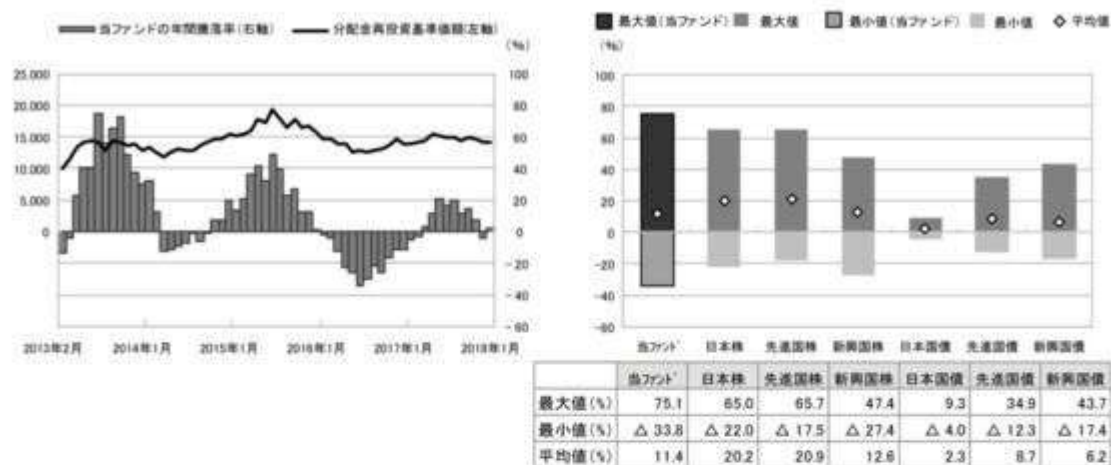 当ファンドの年間騰落率(右軸) 分配金再投資基準価額(左軸)
(%)
25,000 100
20,000 80
15,000 60
10,000 40
5,000 20
0 0
-20
-40
-60
2013年2月 2014年1月 2015年1月 2016年1月 2017年1月 2018年1月
最大値(当ファンド) 最大値 最小値(当ファンド) 最小値 平均値
(%)
100
80
60
40
20
0
-20
-40
-60
当ファンド 日本株 先進国株 新興国株 日本国債 先進国債 新興国債
当ファンド 日本株 先進国株 新興国株 日本国債 先進国債 新興国債
最大値(%) 75.1 65.0 65.7 47.4 9.3 34.9 43.7
最小値(%) △ 33.8 △ 22.0 △ 17.5 △ 27.4 △ 4.0 △ 12.3 △ 17.4
平均値(%) 11.4 20.2 20.9 12.6 2.3 8.7 6.2